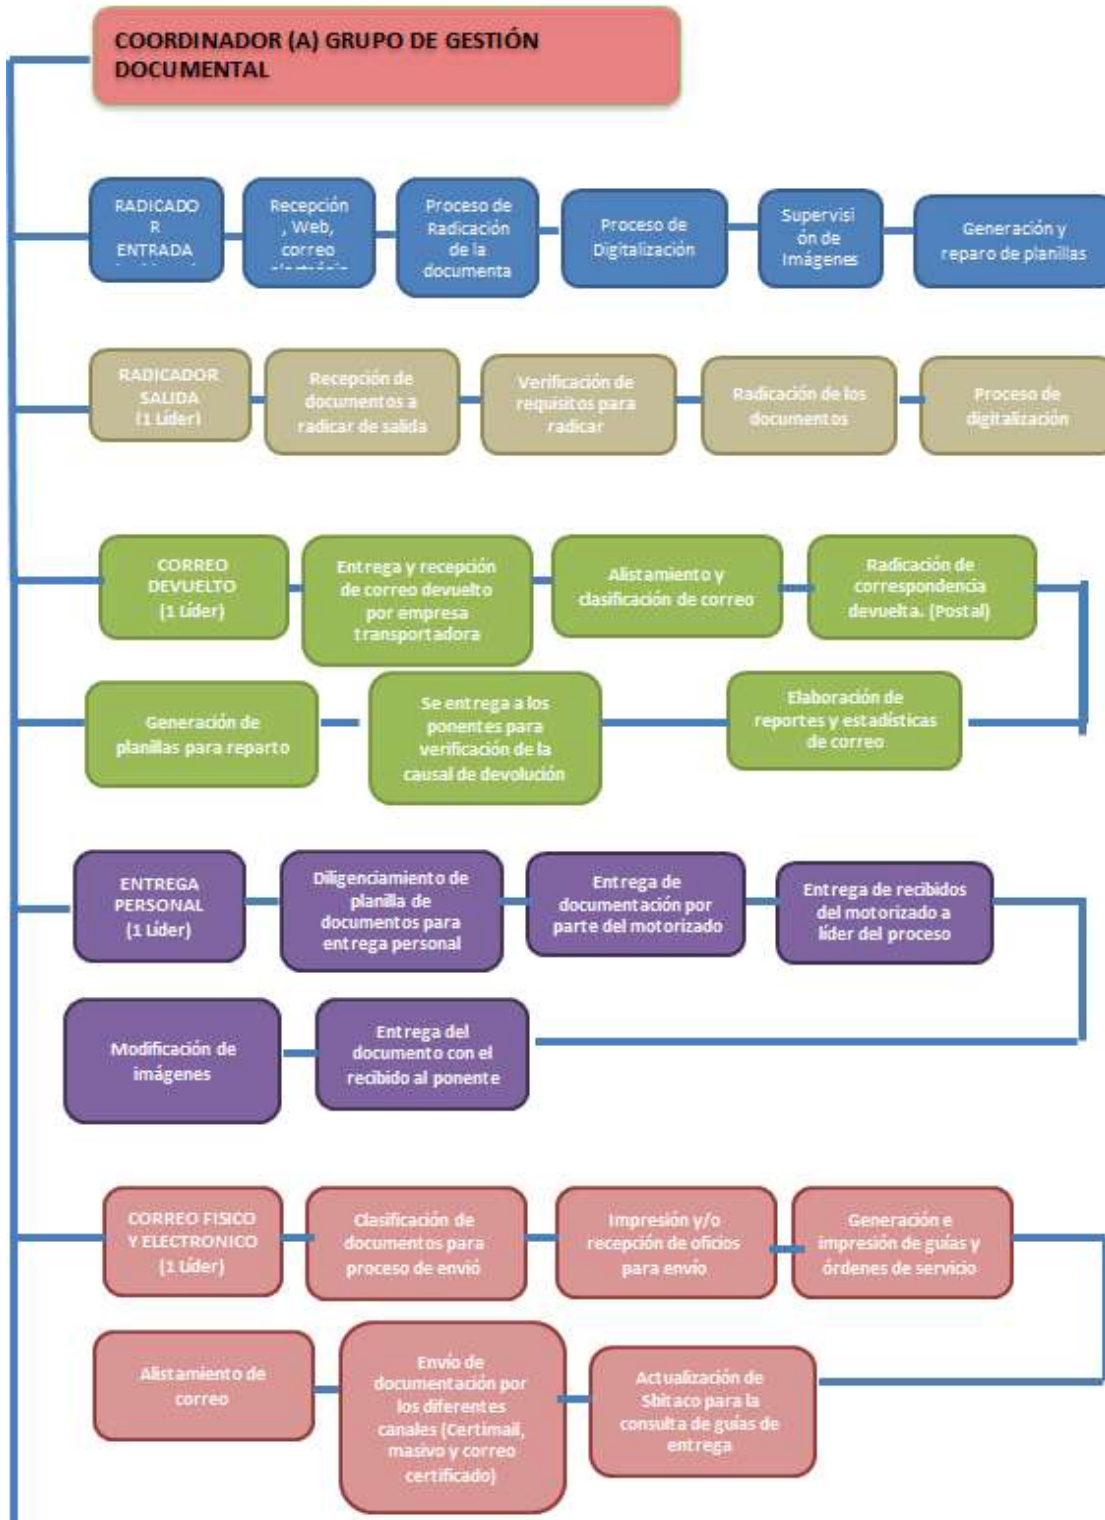 COORDINADOR (A) GRUPO DE GESTIÓN
DOCUMENTAL
RADICADO
R
ENTRADA
Recepción
, Web,
correo
Proceso de
Radicación
de la
documenta
Proceso de
Digitalización
Supervisi
ón de
Imágenes
Generación y
reparo de planillas
RADICADOR
SALIDA
(1 Líder)
Recepción de
documentos a
radicar de salida
Verificación de
requisitos para
radicar
Radicación de los
documentos
Proceso de
digitalización
CORREO
DEVUELTO
(1 Líder)
Entrega y recepción
de correo devuelto
por empresa
transportadora
Alistamiento y
clasificación de correo
Radicación de
correspondencia
devuelta. (Postal)
Generación de
planillas para reparto
Se entrega a los
ponentes para
verificación de la
causal de devolución
Elaboración de
reportes y estadísticas
de correo
ENTREGA
PERSONAL
(1 Líder)
Diligenciamiento de
planilla de
documentos para
entrega personal
Entrega de
documentación por
parte del motorizado
Entrega de recibidos
del motorizado a
líder del proceso
Modificación de
imágenes
Entrega del
documento con el
recibido al ponente
CORREO FISICO
Y ELECTRONICO
(1 Líder)
Clasificación de
documentos para
proceso de envió
Impresión y/o
recepción de oficios
para envío
Generación e
impresión de guías y
órdenes de servicio
Alistamiento de
correo
Envío de
documentación por
los diferentes
canales (Certimail,
masivo y correo
certificado)
Actualización de
Sbitaco para la
consulta de guías de
entrega